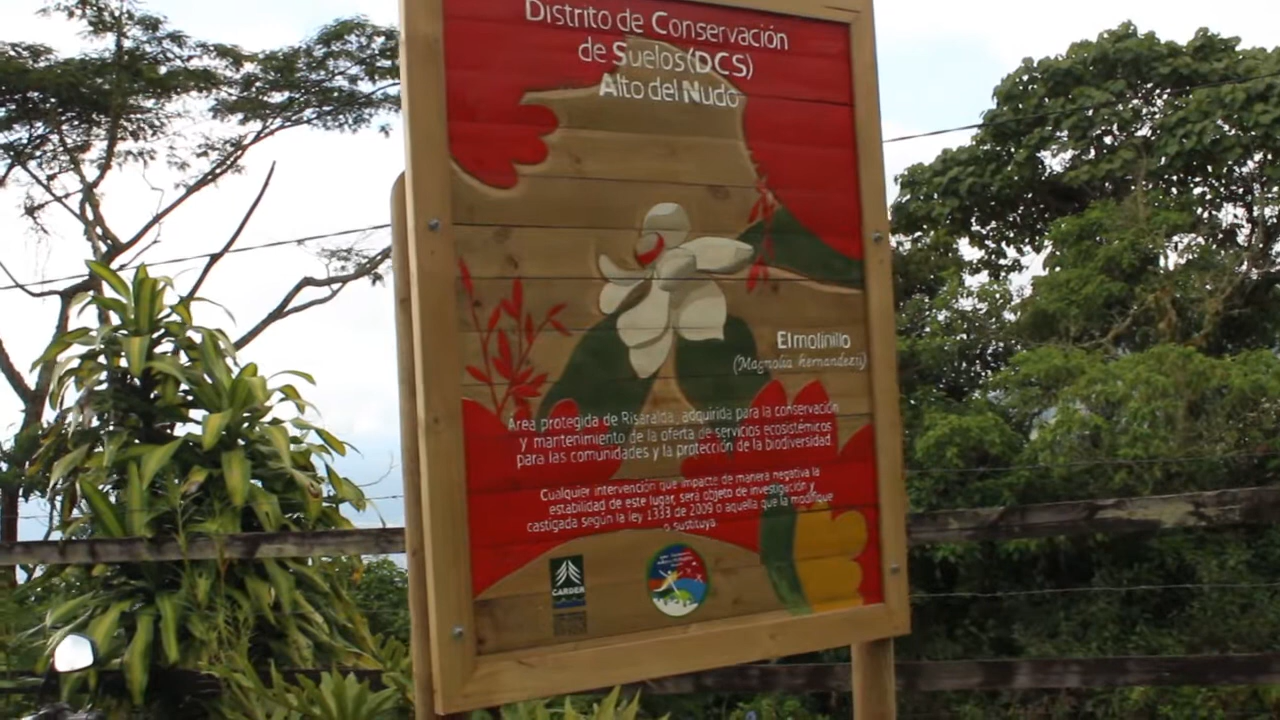 Distrito de Conservación
de Suelos (DCS)
Alto del Nudo
El molinillo
(Magnolia hernandezii)
Área protegida de Risaralda, adquirida para la conservación
y mantenimiento de la oferta de servicios ecosistémicos
para las comunidades y la protección de la biodiversidad.
Cualquier intervención que impacte de manera negativa la
estabilidad de este lugar, será objeto de investigación y
castigada según la ley 1333 de 2009 o aquella que la modifique
o sustituya.
CARDER